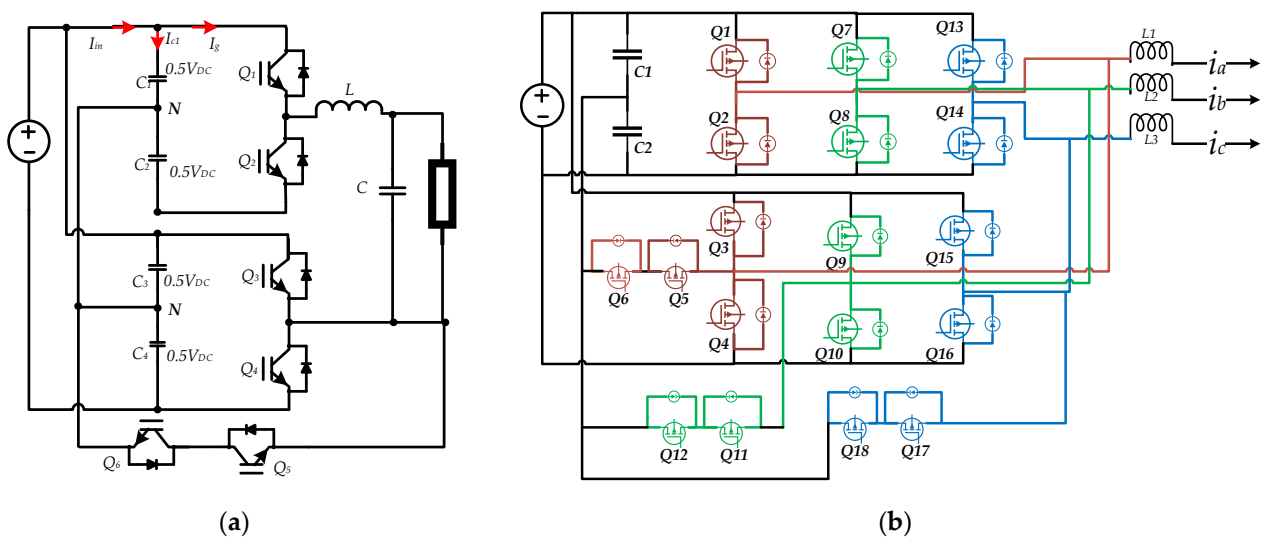 Iin Ic1 Ig
C1 0.5VDC Q1
N
C2 0.5VDC Q2
L
C
C3 0.5VDC Q3
N
C4 0.5VDC Q4
Q6 Q5
(a)
Q1 Q7 Q13
C1
Q2 Q8 Q14
C2
L1 ia
L2 ib
L3 ic
Q3 Q9 Q15
Q6 Q5
Q4 Q10 Q16
Q12 Q11 Q18 Q17
(b)